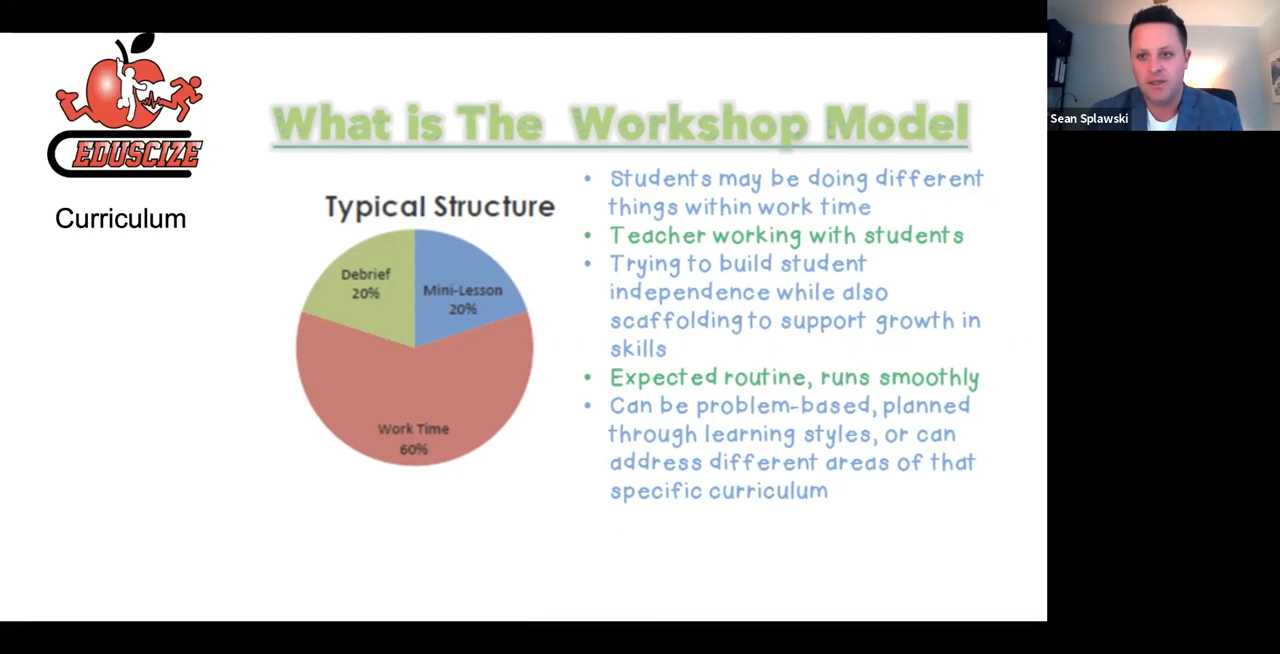 EDUSCIZE
Curriculum
What is The Workshop Model
Typical Structure
Debrief
20%
Mini-Lesson
20%
Work Time
60%
• Students may be doing different
things within work time
• Teacher working with students
• Trying to build student
independence while also
scaffolding to support growth in
skills
• Expected routine, runs smoothly
• Can be problem-based, planned
through learning styles, or can
address different areas of that
specific curriculum
Sean Splawski